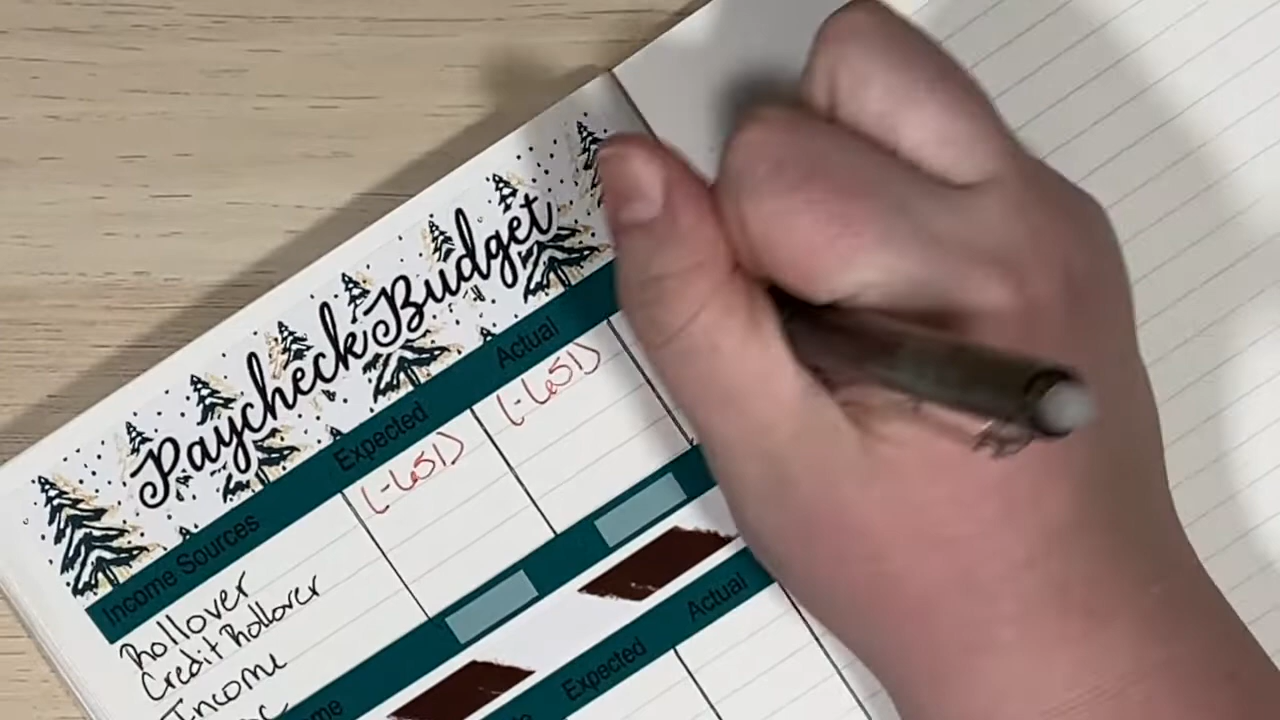 Paycheck Budget
Income Sources Expected Actual
Rollover (-651) (-651)
Credit Rollover
Income
Expected Actual